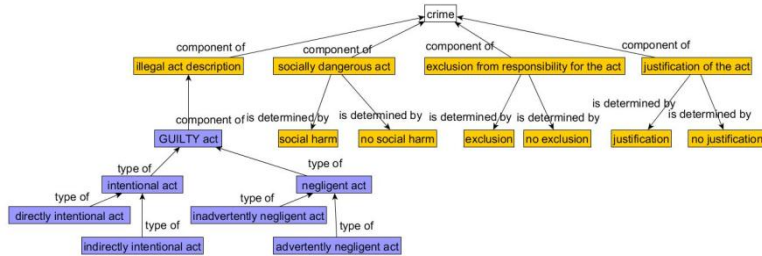 crime
component of
component of
component of
component of
illegal act description
socially dangerous act
exclusion from responsibility for the act
justification of the act
component of
is determined by
is determined by
is determined by
is determined by
is determined by
is determined by
GUILTY act
social harm
no social harm
exclusion
no exclusion
justification
no justification
type of
type of
intentional act
negligent act
type of
type of
type of
type of
directly intentional act
inadvertently negligent act
indirectly intentional act
advertently negligent act